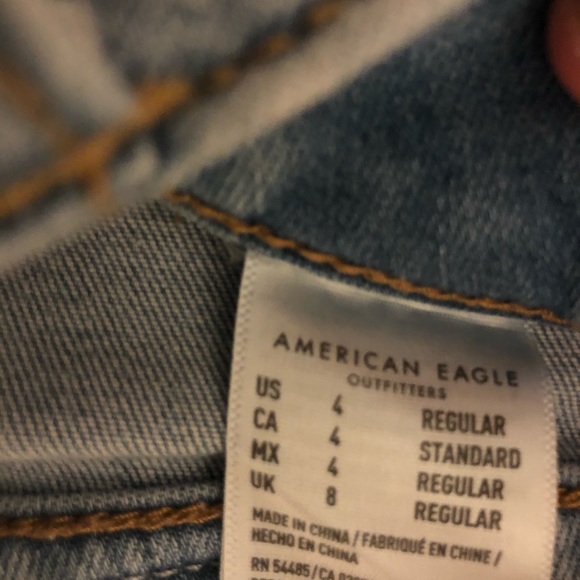 AMERICAN EAGLE
OUTFITTERS
US 4 REGULAR
CA 4 STANDARD
MX 4 REGULAR
UK 8 REGULAR
MADE IN CHINA / FABRIQUÉ EN CHINE /
HECHO EN CHINA
RN 54485 / CA